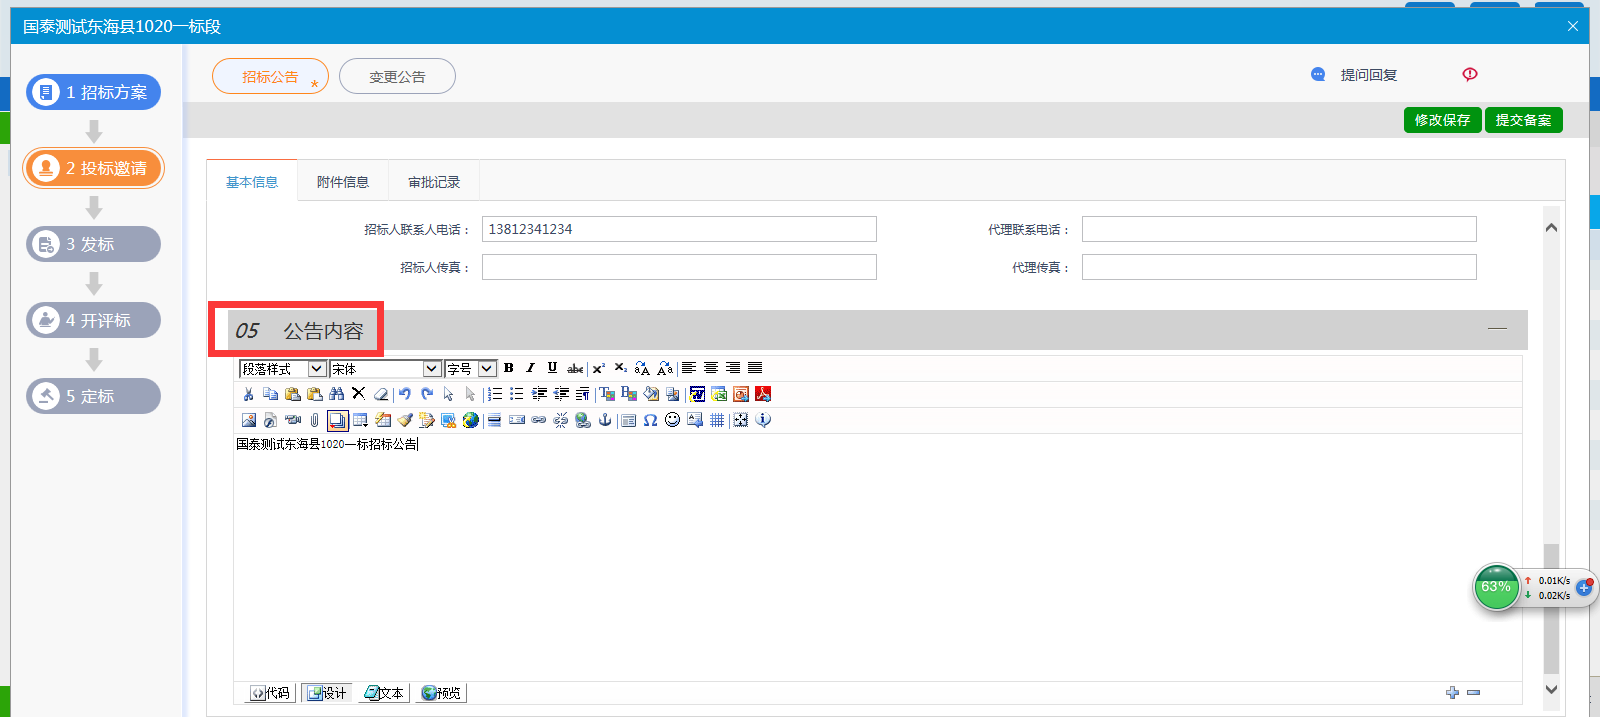 国泰测试东海县1020一标段
招标公告 *
变更公告
提问回复
1 招标方案
2 投标邀请
3 发标
4 开评标
5 定标
修改保存
提交备案
基本信息
附件信息
审批记录
招标人联系人电话： 13812341234
代理联系电话：
招标人传真：
代理传真：
05 公告内容
段落样式 宋体 字号 B I U abc
国泰测试东海县1020一标招标公告
63%
0.01K/s
0.02K/s
代码 设计 文本 预览